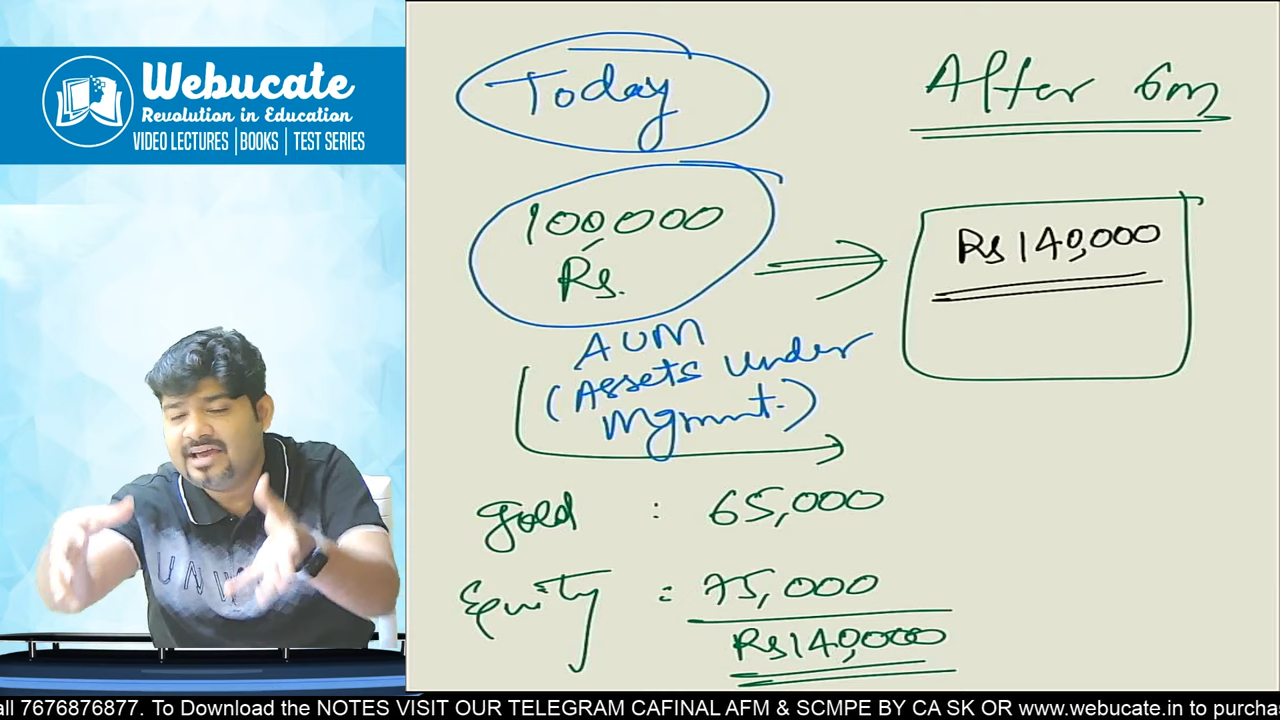 Webucate
Revolution in Education
VIDEO LECTURES | BOOKS | TEST SERIES
Today
After 6m
100,000
Rs.
Rs 140,000
AUM
(Assets Under
Mgmnt.)
Gold : 65,000
Equity : 75,000
Rs 140,000
all 7676876877. To Download the NOTES VISIT OUR TELEGRAM CAFINAL AFM & SCMPE BY CA SK OR www.webucate.in to purcha